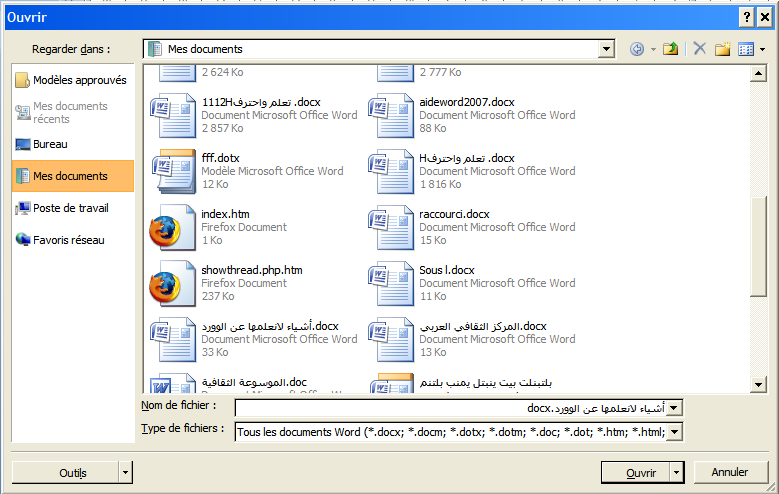 Ouvrir
Regarder dans :
Mes documents
Modèles approuvés
Mes documents récents
Bureau
Mes documents
Poste de travail
Favoris réseau
2 624 Ko
2 777 Ko
1112Hتعلم واحترف .docx
Document Microsoft Office Word
2 857 Ko
aideword2007.docx
Document Microsoft Office Word
88 Ko
fff.dotx
Modèle Microsoft Office Word
12 Ko
Hتعلم واحترف .docx
Document Microsoft Office Word
1 816 Ko
index.htm
Firefox Document
1 Ko
raccourci.docx
Document Microsoft Office Word
15 Ko
showthread.php.htm
Firefox Document
237 Ko
Sous l.docx
Document Microsoft Office Word
11 Ko
أشياء لانعلمها عن الوورد.docx
Document Microsoft Office Word
33 Ko
المركز الثقافي العربي.docx
Document Microsoft Office Word
13 Ko
الموسوعة الثقافية.doc
Document Microsoft Office Word
بلتبنلت بيت ينبتل يمنب بلتنم
Nom de fichier :
أشياء لانعلمها عن الوورد.docx
Type de fichiers :
Tous les documents Word (*.docx; *.docm; *.dotx; *.dotm; *.doc; *.dot; *.htm; *.html;
Outils
Ouvrir
Annuler